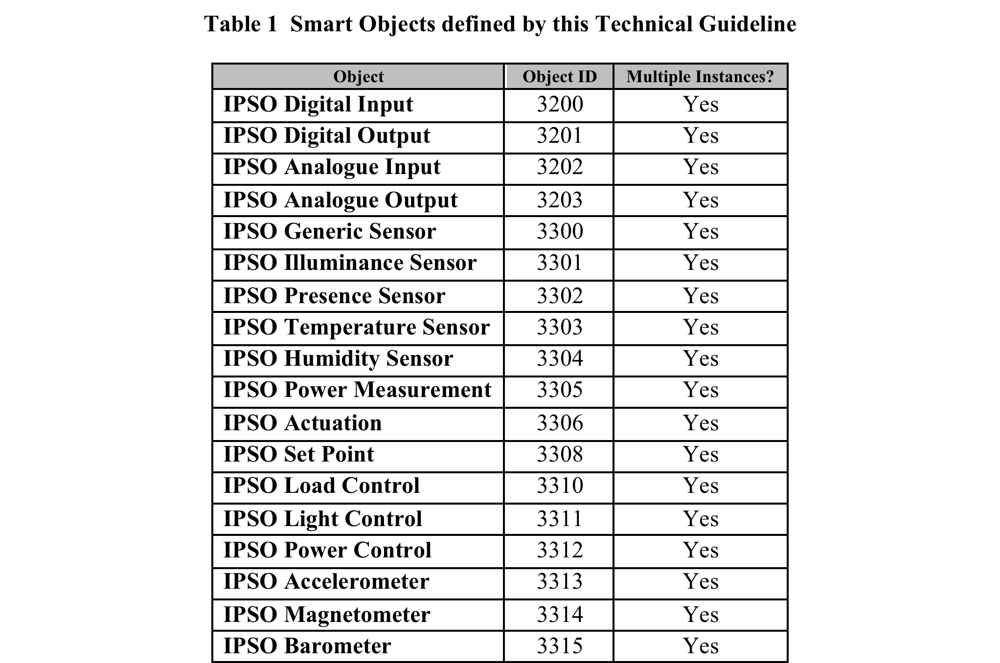 Table 1 Smart Objects defined by this Technical Guideline
Object Object ID Multiple Instances?
IPSO Digital Input 3200 Yes
IPSO Digital Output 3201 Yes
IPSO Analogue Input 3202 Yes
IPSO Analogue Output 3203 Yes
IPSO Generic Sensor 3300 Yes
IPSO Illuminance Sensor 3301 Yes
IPSO Presence Sensor 3302 Yes
IPSO Temperature Sensor 3303 Yes
IPSO Humidity Sensor 3304 Yes
IPSO Power Measurement 3305 Yes
IPSO Actuation 3306 Yes
IPSO Set Point 3308 Yes
IPSO Load Control 3310 Yes
IPSO Light Control 3311 Yes
IPSO Power Control 3312 Yes
IPSO Accelerometer 3313 Yes
IPSO Magnetometer 3314 Yes
IPSO Barometer 3315 Yes